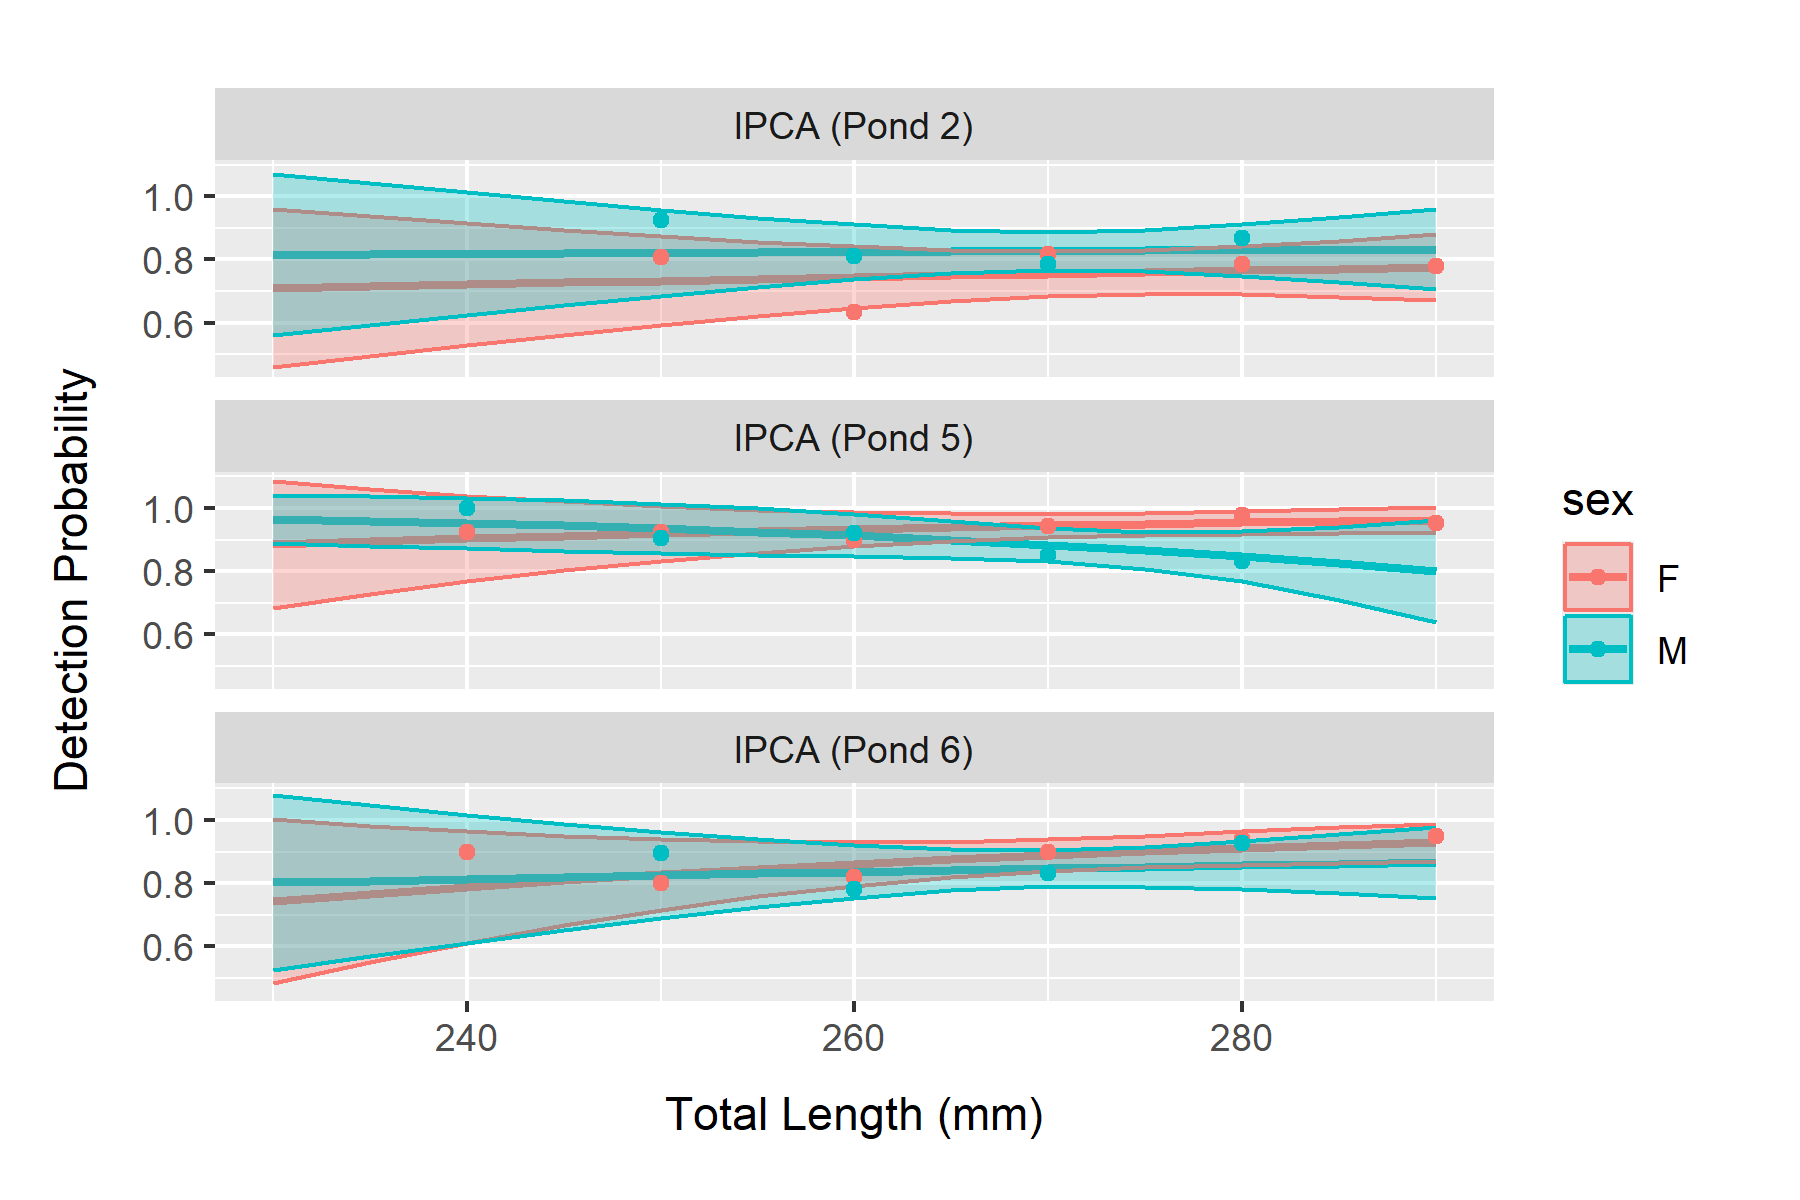 IPCA (Pond 2)
1.0
0.8
0.6
IPCA (Pond 5)
1.0
0.8
0.6
IPCA (Pond 6)
1.0
0.8
0.6
240 260 280
Total Length (mm)
Detection Probability
sex
F
M